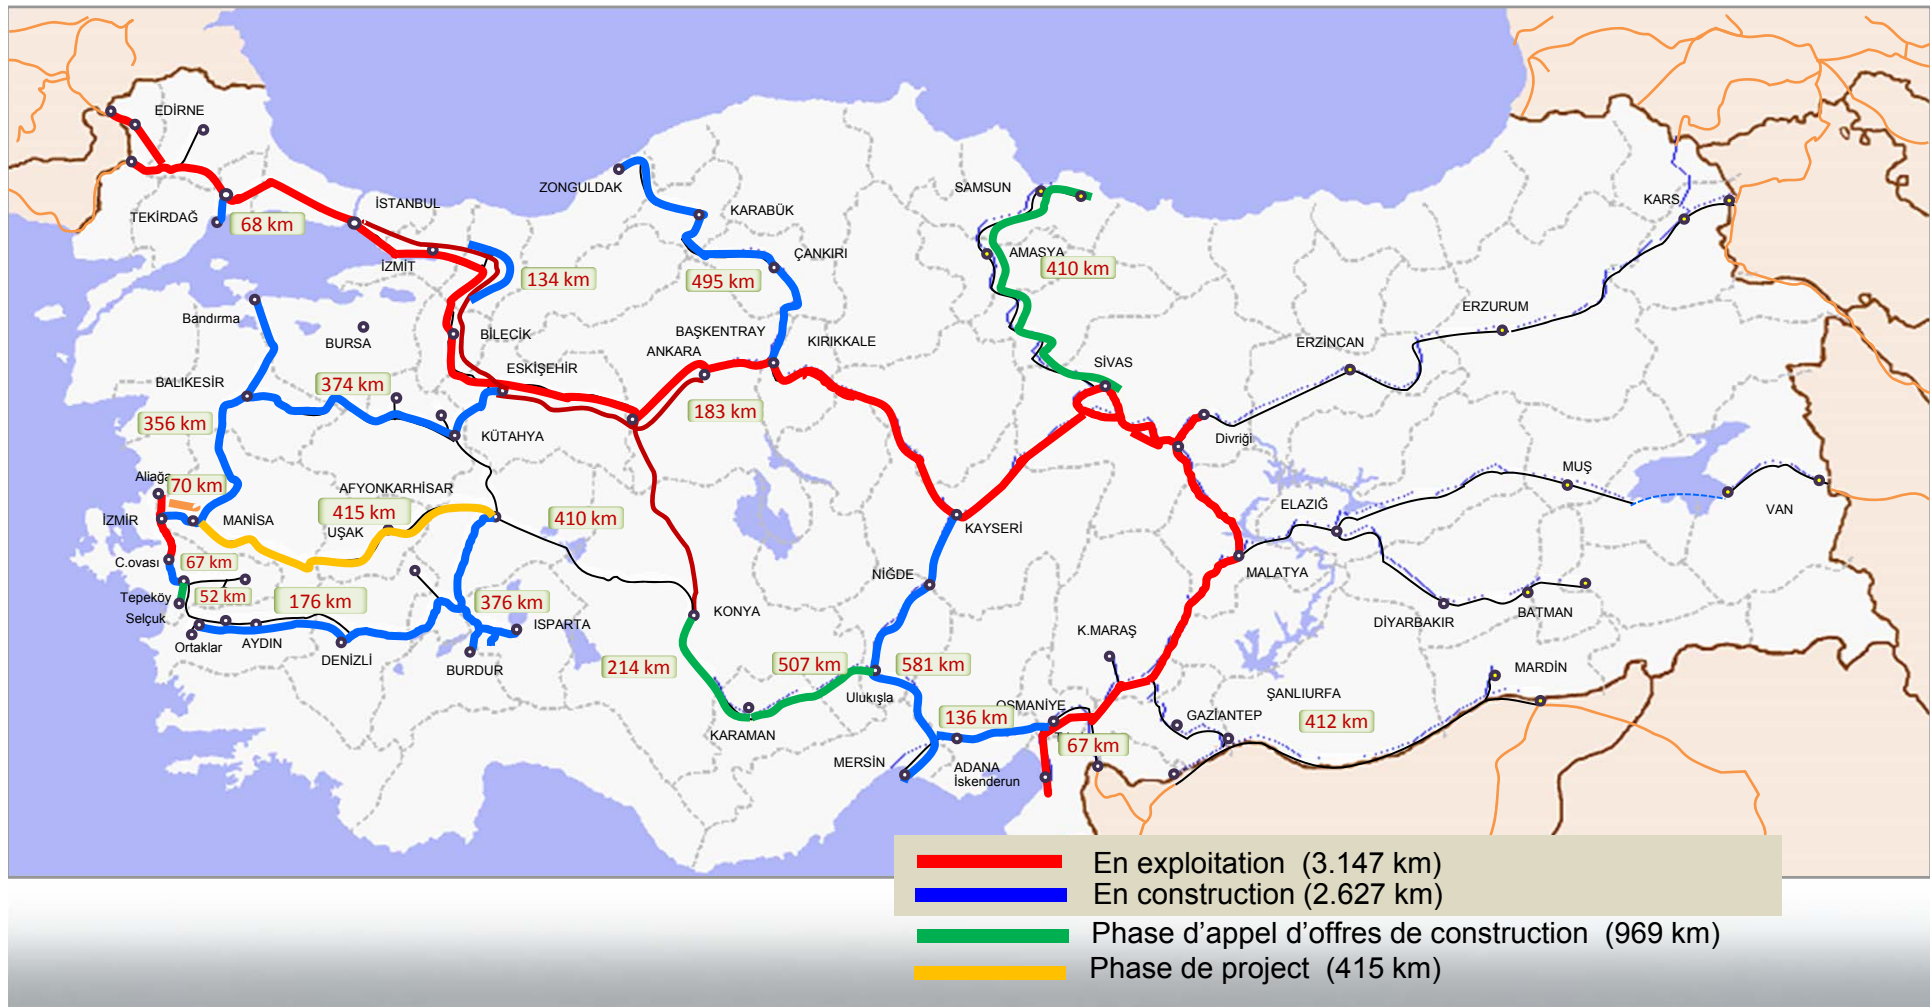 EDİRNE
TEKİRDAĞ
68 km
İSTANBUL
İZMİT
134 km
ZONGULDAK
KARABÜK
ÇANKIRI
495 km
SAMSUN
AMASYA
410 km
KARS
ERZURUM
ERZİNCAN
Bandırma
BURSA
BİLECİK
BAŞKENTRAY
ANKARA
KIRIKKALE
SİVAS
ESKİŞEHİR
BALIKESİR
374 km
183 km
356 km
KÜTAHYA
Divriği
MUŞ
Aliağa
70 km
AFYONKARHİSAR
415 km
UŞAK
410 km
ELAZIĞ
VAN
İZMİR
MANİSA
KAYSERİ
C.ovası
67 km
NİĞDE
MALATYA
Tepeköy
52 km
176 km
376 km
KONYA
DİYARBAKIR
BATMAN
Selçuk
ISPARTA
Ortaklar
AYDIN
DENİZLİ
BURDUR
214 km
507 km
581 km
K.MARAŞ
MARDİN
Ulukışla
OSMANİYE
ŞANLIURFA
136 km
GAZİANTEP
412 km
KARAMAN
67 km
MERSİN
ADANA
İskenderun
En exploitation (3.147 km)
En construction (2.627 km)
Phase d’appel d’offres de construction (969 km)
Phase de project (415 km)